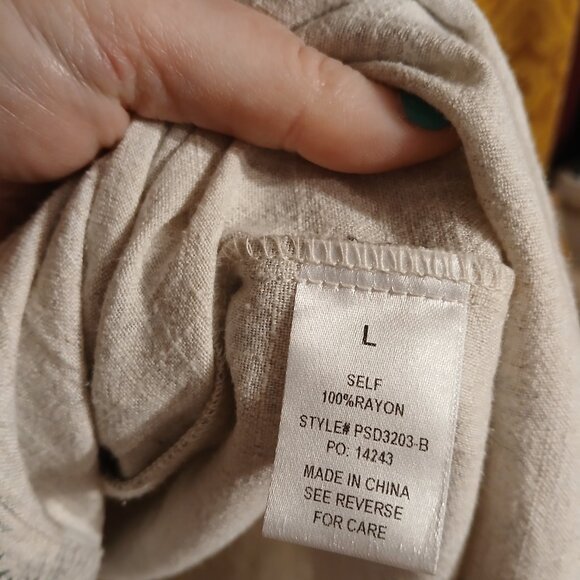 L
SELF
100%RAYON
STYLE# PSD3203-B
PO: 14243
MADE IN CHINA
SEE REVERSE
FOR CARE